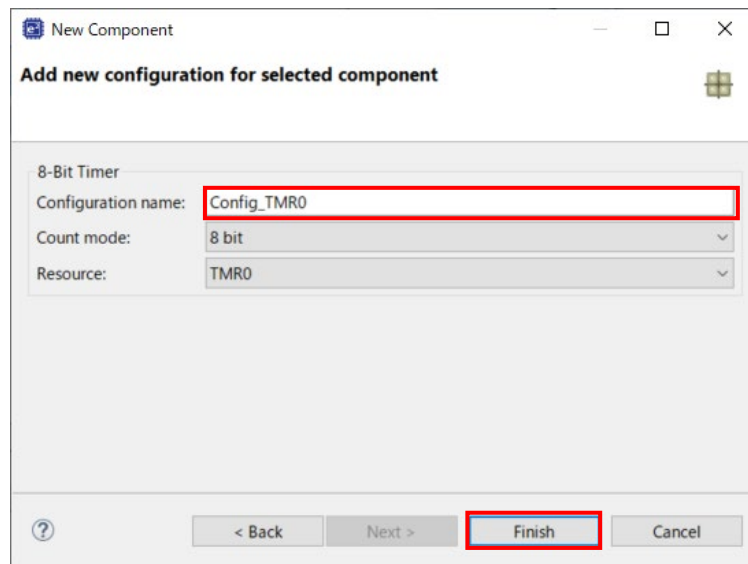 New Component
Add new configuration for selected component
8-Bit Timer
Configuration name: Config_TMR0
Count mode: 8 bit
Resource: TMR0
< Back Next > Finish Cancel